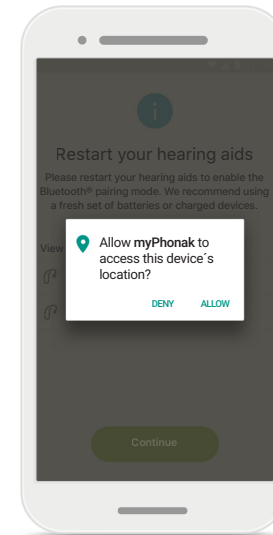 Restart your hearing aids
Please restart your hearing aids to enable the
Bluetooth® pairing mode. We recommend using
a fresh set of batteries or charged devices.
View
Allow myPhonak to
access this device´s
location?
DENY ALLOW
Continue